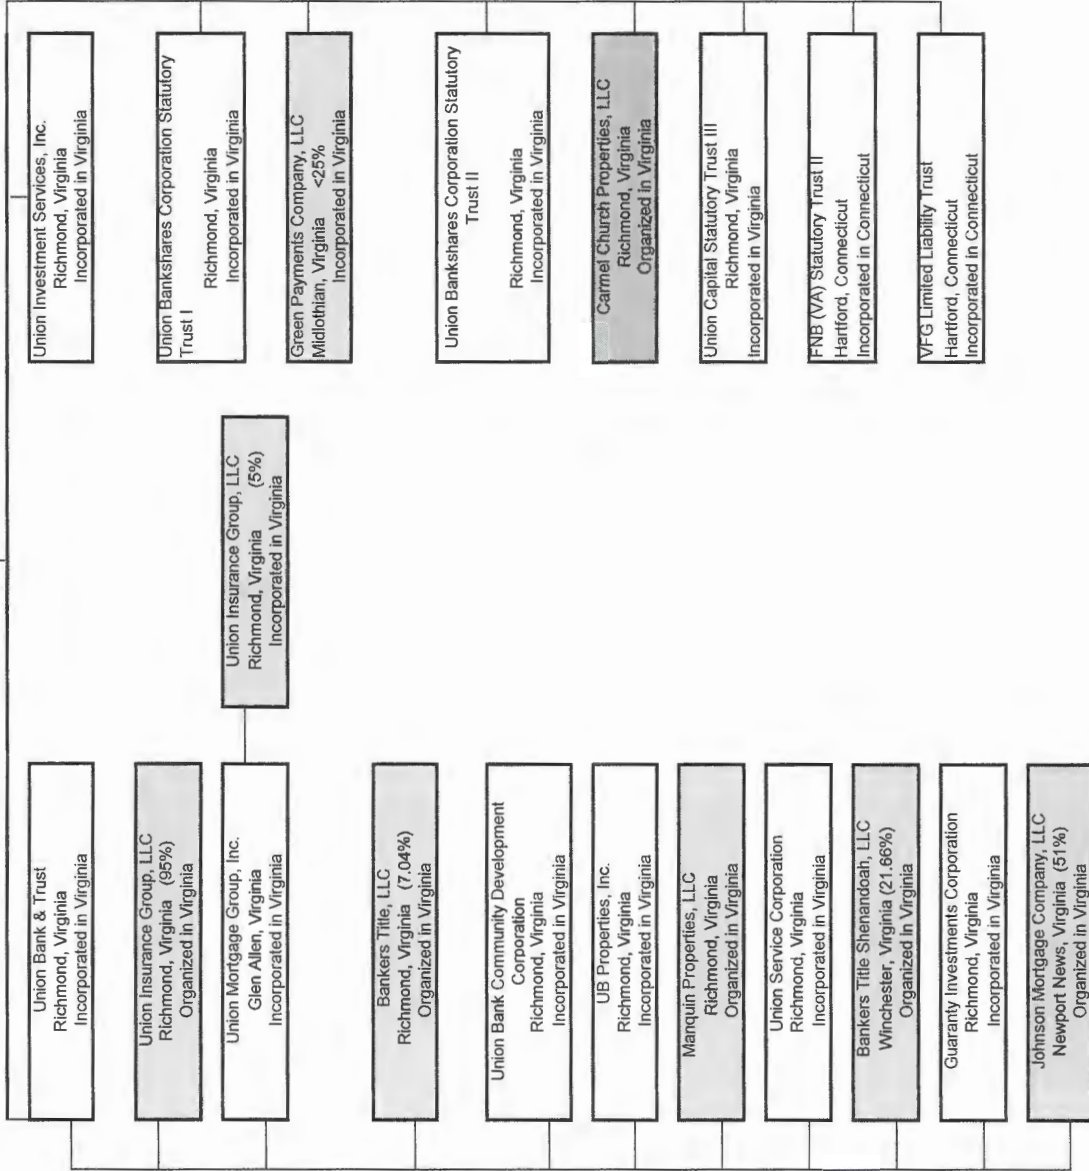 Union Bank & Trust
Richmond, Virginia
Incorporated in Virginia
Union Insurance Group, LLC
Richmond, Virginia (95%)
Organized in Virginia
Union Mortgage Group, Inc.
Glen Allen, Virginia
Incorporated in Virginia
Union Insurance Group, LLC
Richmond, Virginia (5%)
Incorporated in Virginia
Bankers Title, LLC
Richmond, Virginia (7.04%)
Organized in Virginia
Union Bank Community Development
Corporation
Richmond, Virginia
Incorporated in Virginia
UB Properties, Inc.
Richmond, Virginia
Incorporated in Virginia
Manquin Properties, LLC
Richmond, Virginia
Organized in Virginia
Union Service Corporation
Richmond, Virginia
Incorporated in Virginia
Bankers Title Shenandoah, LLC
Winchester, Virginia (21.66%)
Organized in Virginia
Guaranty Investments Corporation
Richmond, Virginia
Incorporated in Virginia
Johnson Mortgage Company, LLC
Newport News, Virginia (51%)
Organized in Virginia
Union Investment Services, Inc.
Richmond, Virginia
Incorporated in Virginia
Union Bankshares Corporation Statutory
Trust I
Richmond, Virginia
Incorporated in Virginia
Green Payments Company, LLC
Midlothian, Virginia <25%
Incorporated in Virginia
Union Bankshares Corporation Statutory
Trust II
Richmond, Virginia
Incorporated in Virginia
Carmel Church Properties, LLC
Richmond, Virginia
Organized in Virginia
Union Capital Statutory Trust III
Richmond, Virginia
Incorporated in Virginia
FNB (VA) Statutory Trust II
Hartford, Connecticut
Incorporated in Connecticut
VFG Limited Liability Trust
Hartford, Connecticut
Incorporated in Connecticut